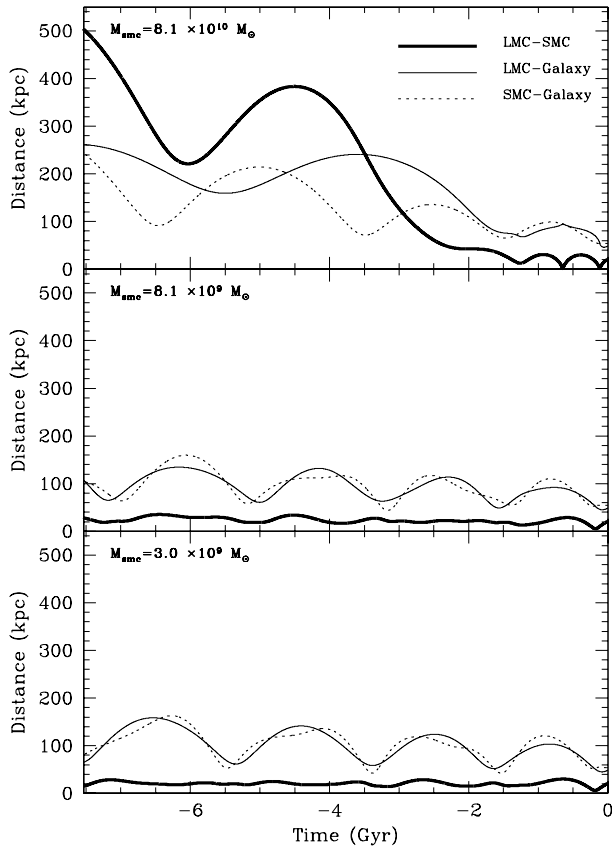 M_smc=8.1 ×10^10 M_⊙
LMC−SMC
LMC−Galaxy
SMC−Galaxy
Distance (kpc)
500
400
300
200
100
0
M_smc=8.1 ×10^9 M_⊙
Distance (kpc)
500
400
300
200
100
0
M_smc=3.0 ×10^9 M_⊙
Distance (kpc)
500
400
300
200
100
0
−6 −4 −2 0
Time (Gyr)